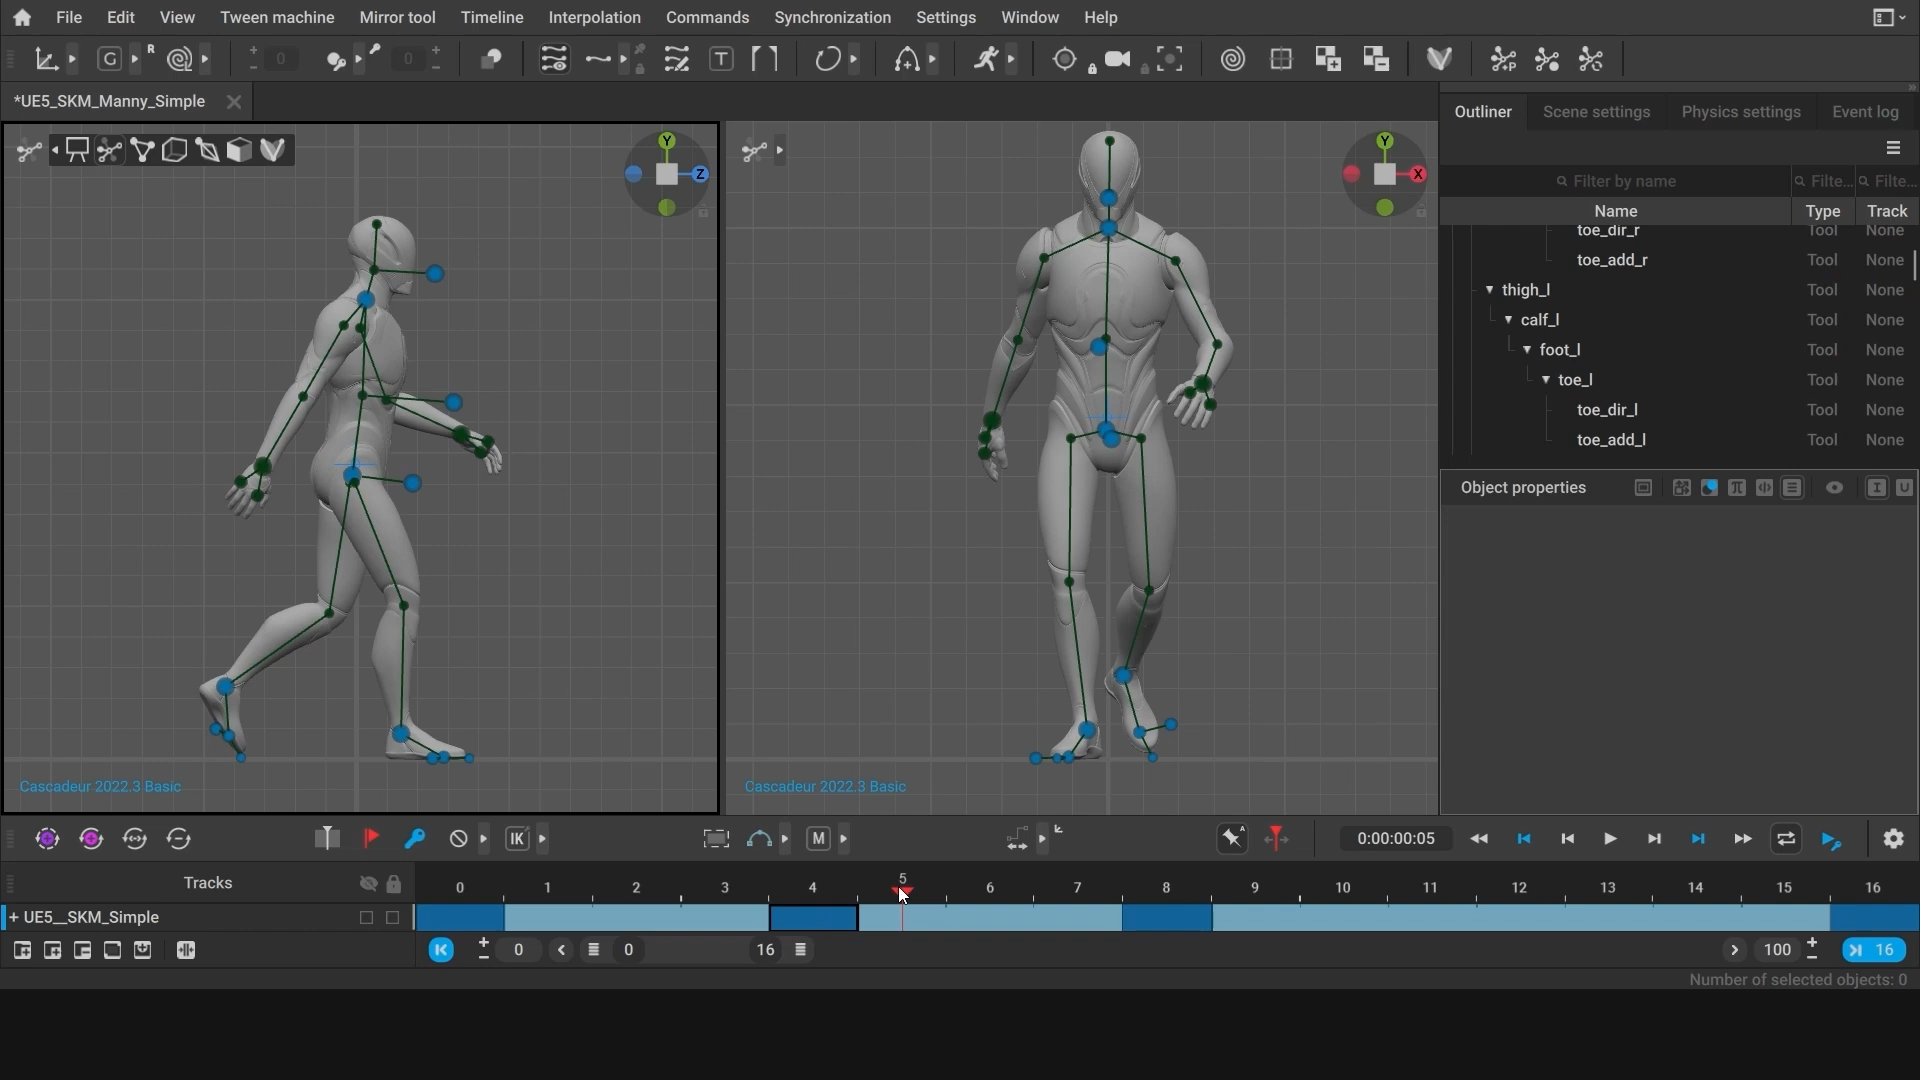 File Edit View Tween machine Mirror tool Timeline Interpolation Commands Synchronization Settings Window Help
G R 0 0 T P
*UE5_SKM_Manny_Simple
Outliner Scene settings Physics settings Event log
Y Z
Y X
Filter by name Filte... Filte...
Name Type Track
toe_dir_r Tool None
toe_add_r Tool None
thigh_l Tool None
calf_l Tool None
foot_l Tool None
toe_l Tool None
toe_dir_l Tool None
toe_add_l Tool None
Object properties
Cascadeur 2022.3 Basic
Cascadeur 2022.3 Basic
IK M A 0:00:00:05
Tracks 0 1 2 3 4 5 6 7 8 9 10 11 12 13 14 15 16
+ UE5__SKM_Simple
0 0 16 100 16
Number of selected objects: 0